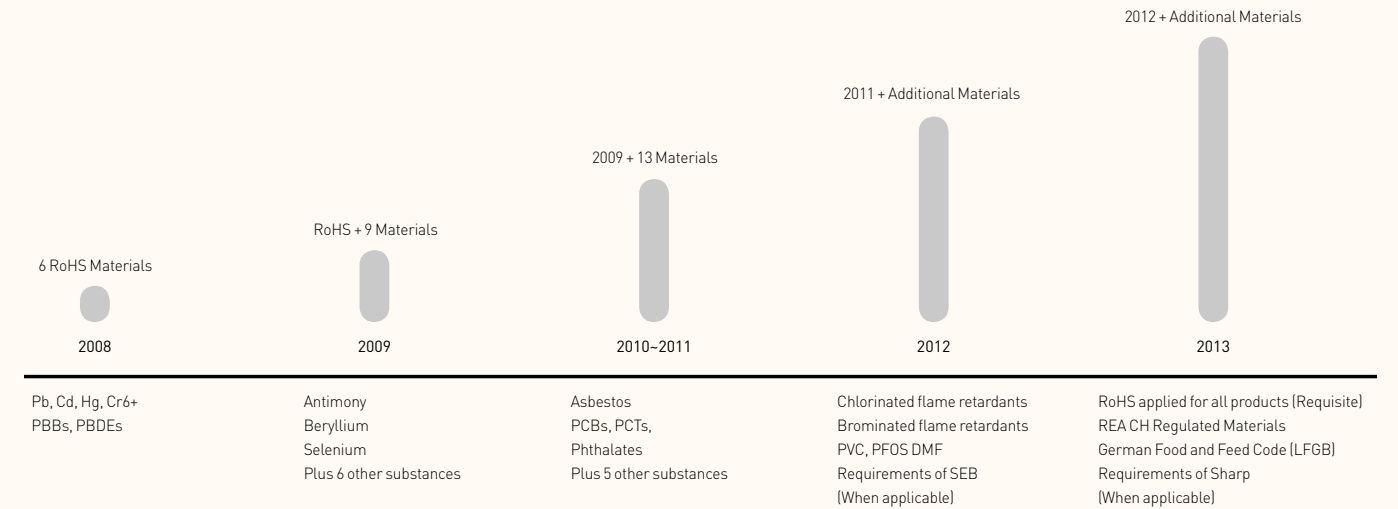 2012 + Additional Materials
2011 + Additional Materials
2009 + 13 Materials
RoHS + 9 Materials
6 RoHS Materials
2008
2009
2010~2011
2012
2013
Pb, Cd, Hg, Cr6+
PBBs, PBDEs
Antimony
Beryllium
Selenium
Plus 6 other substances
Asbestos
PCBs, PCTs,
Phthalates
Plus 5 other substances
Chlorinated flame retardants
Brominated flame retardants
PVC, PFOS DMF
Requirements of SEB
(When applicable)
RoHS applied for all products (Requisite)
REA CH Regulated Materials
German Food and Feed Code (LFGB)
Requirements of Sharp
(When applicable)